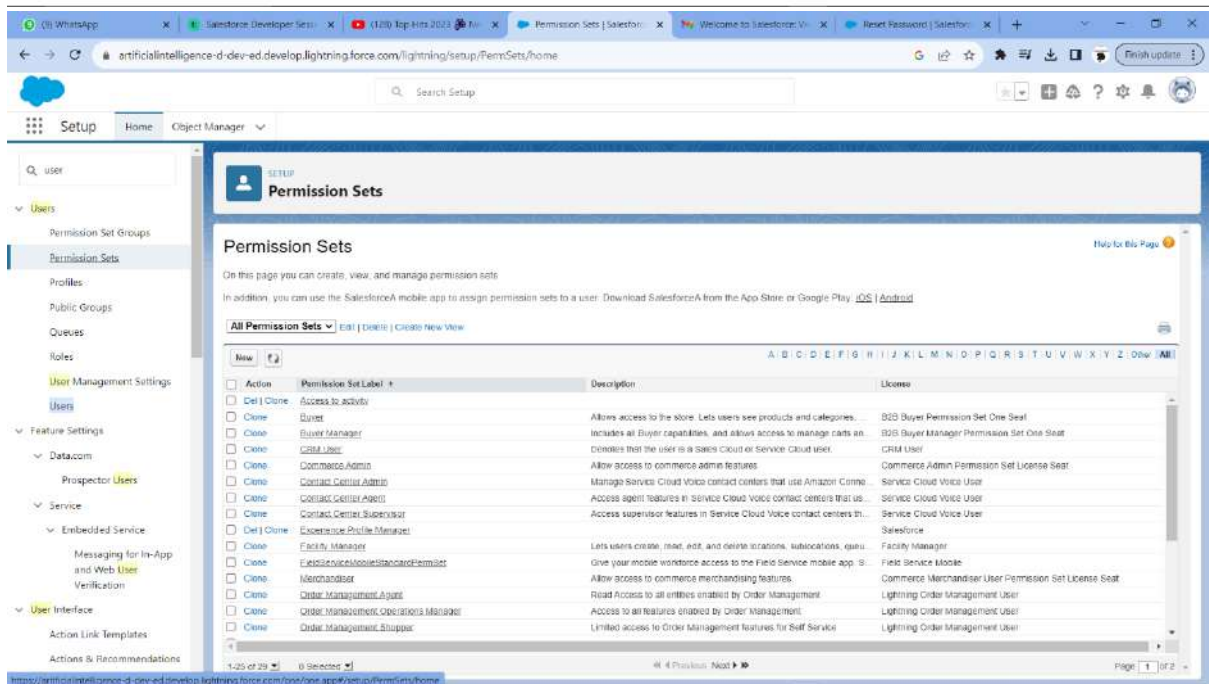 (9) WhatsApp
Salesforce Developer Sess
(128) Top Hits 2023
Permission Sets | Salesforc
Welcome to Salesforce: V
Reset Password | Salesforc
artificialintelligence-d-dev-ed.develop.lightning.force.com/lightning/setup/PermSets/home
Finish update
Search Setup
Setup Home Object Manager
user
Users
Permission Set Groups
Permission Sets
Profiles
Public Groups
Queues
Roles
User Management Settings
Users
Feature Settings
Data.com
Prospector Users
Service
Embedded Service
Messaging for In-App
and Web User
Verification
User Interface
Action Link Templates
Actions & Recommendations
SETUP
Permission Sets
Permission Sets
Help for this Page
On this page you can create, view, and manage permission sets.
In addition, you can use the SalesforceA mobile app to assign permission sets to a user. Download SalesforceA from the App Store or Google Play: iOS | Android
All Permission Sets Edit | Delete | Create New View
New
A | B | C | D | E | F | G | H | I | J | K | L | M | N | O | P | Q | R | S | T | U | V | W | X | Y | Z | Other | All
Action Permission Set Label Description License
Del | Clone Access to activity
Clone Buyer Allows access to the store. Lets users see products and categories, ... B2B Buyer Permission Set One Seat
Clone Buyer Manager Includes all Buyer capabilities, and allows access to manage carts an... B2B Buyer Manager Permission Set One Seat
Clone CRM User Denotes that the user is a Sales Cloud or Service Cloud user. CRM User
Clone Commerce Admin Allow access to commerce admin features. Commerce Admin Permission Set License Seat
Clone Contact Center Admin Manage Service Cloud Voice contact centers that use Amazon Conne... Service Cloud Voice User
Clone Contact Center Agent Access agent features in Service Cloud Voice contact centers that us... Service Cloud Voice User
Clone Contact Center Supervisor Access supervisor features in Service Cloud Voice contact centers th... Service Cloud Voice User
Del | Clone Experience Profile Manager Salesforce
Clone Facility Manager Lets users create, read, edit, and delete locations, sublocations, queu... Facility Manager
Clone FieldServiceMobileStandardPermSet Give your mobile workforce access to the Field Service mobile app. S... Field Service Mobile
Clone Merchandiser Allow access to commerce merchandising features. Commerce Merchandiser User Permission Set License Seat
Clone Order Management Agent Read Access to all entities enabled by Order Management Lightning Order Management User
Clone Order Management Operations Manager Access to all features enabled by Order Management Lightning Order Management User
Clone Order Management Shopper Limited access to Order Management features for Self Service Lightning Order Management User
1-25 of 29 0 Selected Previous Next Page 1 of 2
https://artificialintelligence-d-dev-ed.develop.lightning.force.com/one/one.app#/setup/PermSets/home